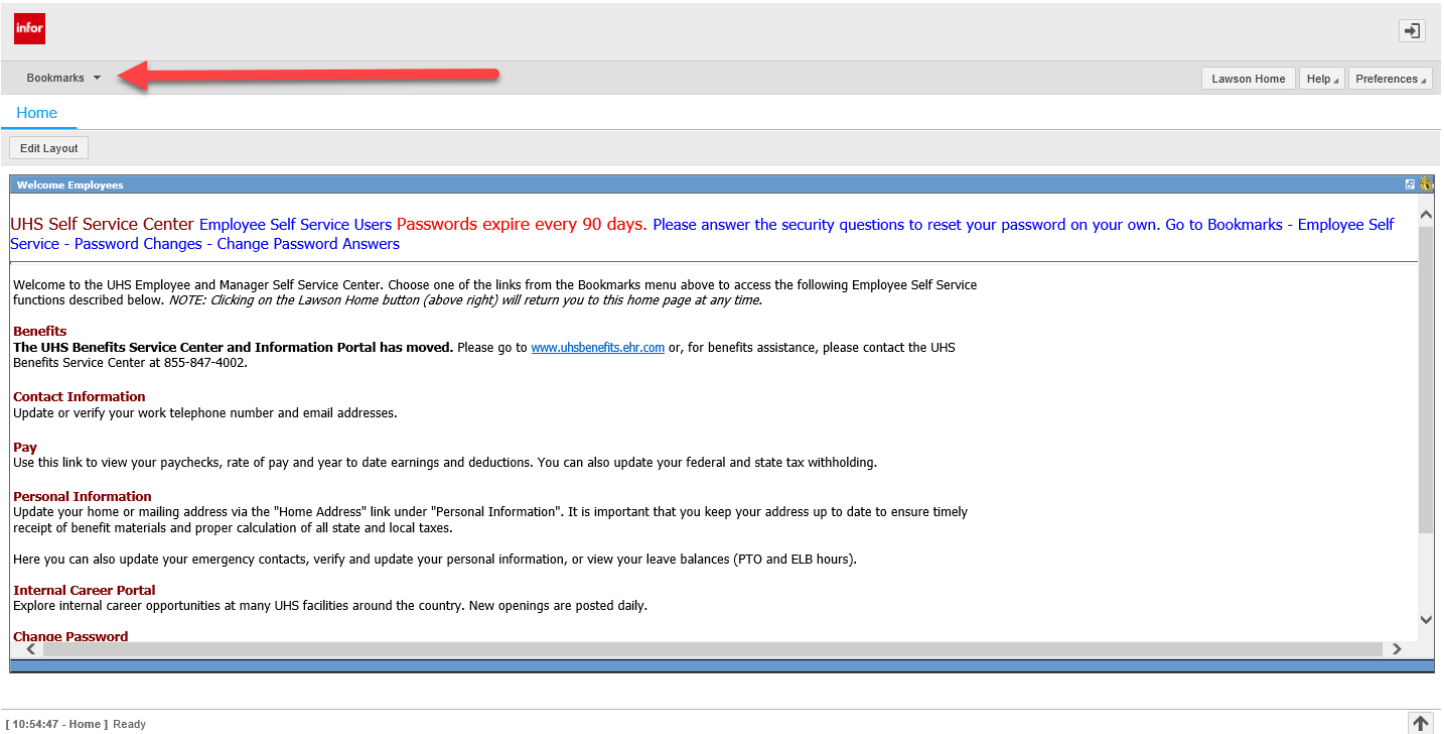 infor
Bookmarks
Lawson Home Help Preferences
Home
Edit Layout
Welcome Employees
UHS Self Service Center Employee Self Service Users Passwords expire every 90 days. Please answer the security questions to reset your password on your own. Go to Bookmarks - Employee Self
Service - Password Changes - Change Password Answers
Welcome to the UHS Employee and Manager Self Service Center. Choose one of the links from the Bookmarks menu above to access the following Employee Self Service
functions described below. NOTE: Clicking on the Lawson Home button (above right) will return you to this home page at any time.
Benefits
The UHS Benefits Service Center and Information Portal has moved. Please go to www.uhsbenefits.ehr.com or, for benefits assistance, please contact the UHS
Benefits Service Center at 855-847-4002.
Contact Information
Update or verify your work telephone number and email addresses.
Pay
Use this link to view your paychecks, rate of pay and year to date earnings and deductions. You can also update your federal and state tax withholding.
Personal Information
Update your home or mailing address via the "Home Address" link under "Personal Information". It is important that you keep your address up to date to ensure timely
receipt of benefit materials and proper calculation of all state and local taxes.
Here you can also update your emergency contacts, verify and update your personal information, or view your leave balances (PTO and ELB hours).
Internal Career Portal
Explore internal career opportunities at many UHS facilities around the country. New openings are posted daily.
Change Password
[ 10:54:47 - Home ] Ready